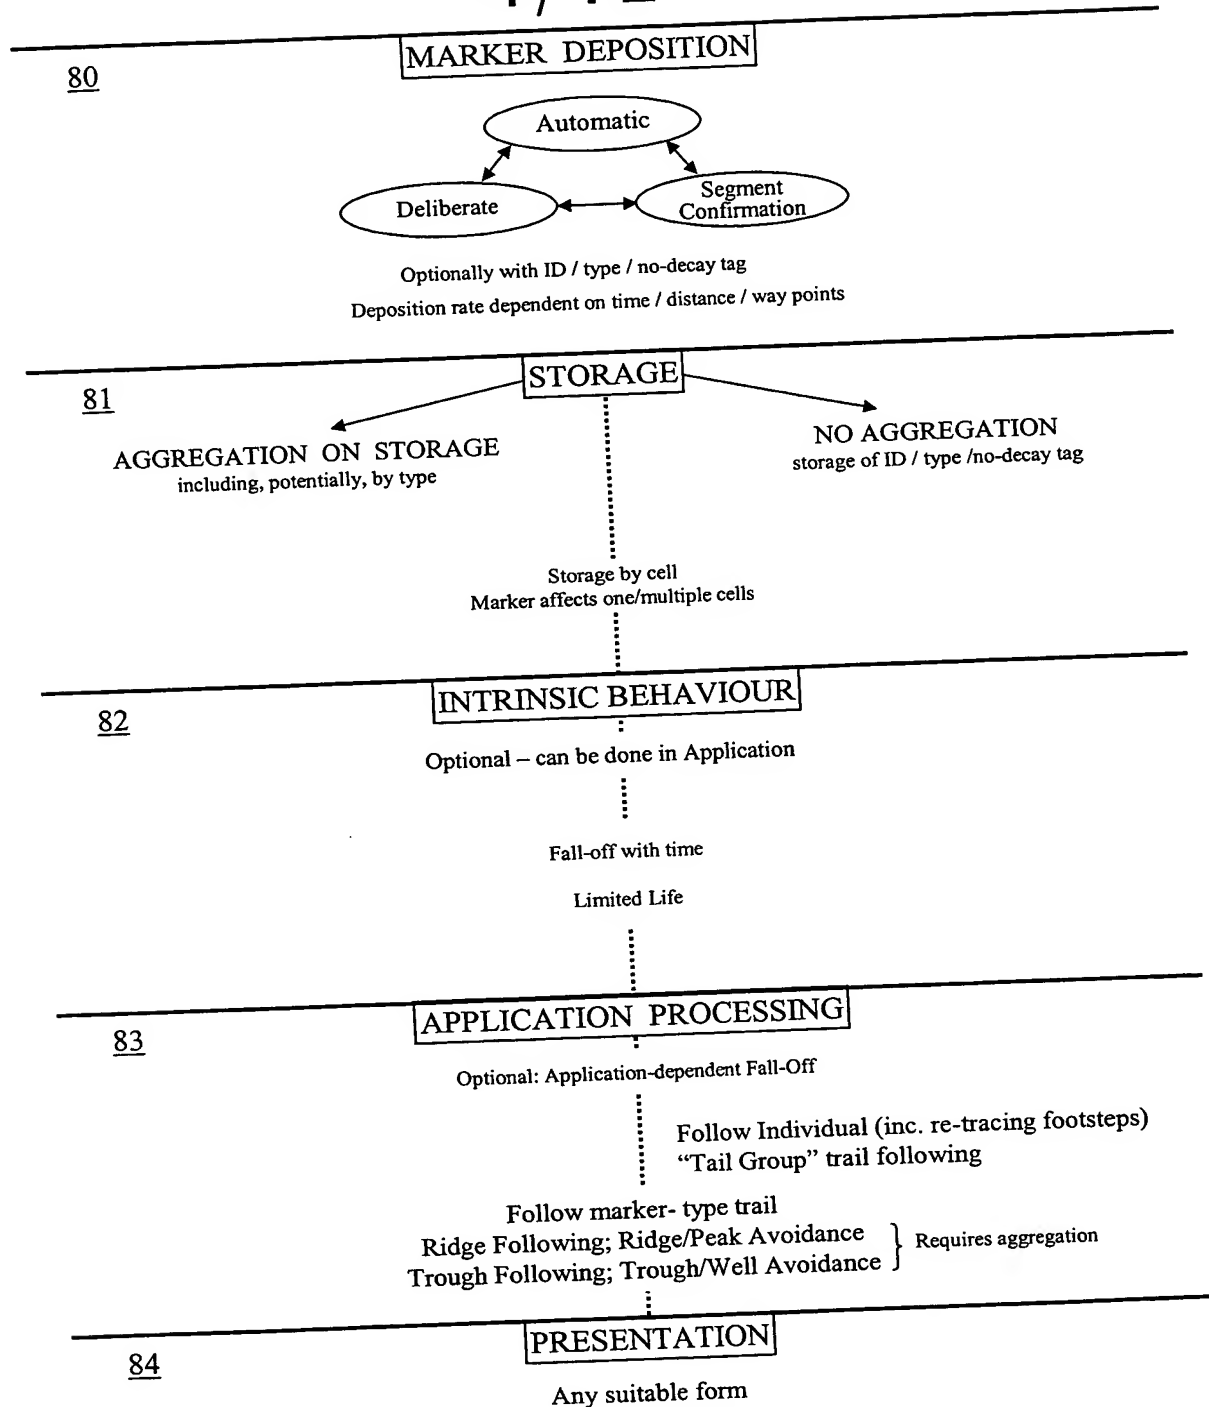 MARKER DEPOSITION
80
Automatic
Deliberate
Segment
Confirmation
Optionally with ID / type / no-decay tag
Deposition rate dependent on time / distance / way points
STORAGE
81
AGGREGATION ON STORAGE
including, potentially, by type
NO AGGREGATION
storage of ID / type /no-decay tag
Storage by cell
Marker affects one/multiple cells
INTRINSIC BEHAVIOUR
82
Optional – can be done in Application
Fall-off with time
Limited Life
APPLICATION PROCESSING
83
Optional: Application-dependent Fall-Off
Follow Individual (inc. re-tracing footsteps)
“Tail Group” trail following
Follow marker- type trail
Ridge Following; Ridge/Peak Avoidance
Trough Following; Trough/Well Avoidance
Requires aggregation
PRESENTATION
84
Any suitable form